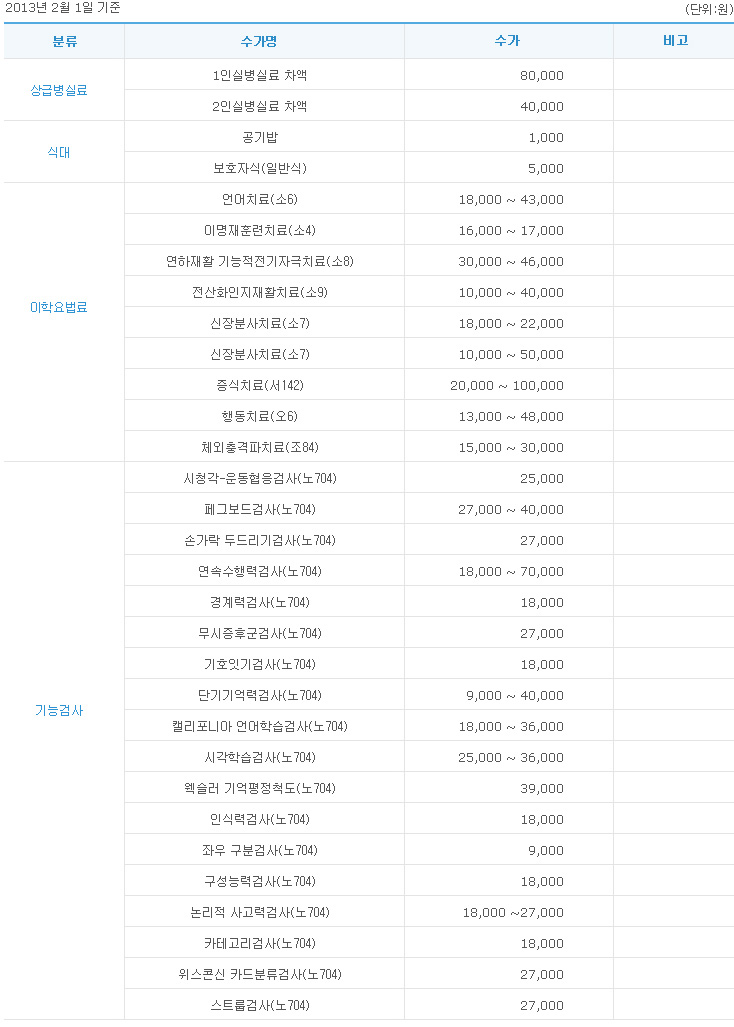 2013년 2월 1일 기준
(단위:원)
분류 수가명 수가 비고
상급병실료
1인실병실료 차액 80,000
2인실병실료 차액 40,000
식대
공기밥 1,000
보호자식(일반식) 5,000
이학요법료
언어치료(소6) 18,000 ~ 43,000
이명재훈련치료(소4) 16,000 ~ 17,000
연하재활 기능적전기자극치료(소8) 30,000 ~ 46,000
전산화인지재활치료(소9) 10,000 ~ 40,000
신장분사치료(소7) 18,000 ~ 22,000
신장분사치료(소7) 10,000 ~ 50,000
증식치료(서142) 20,000 ~ 100,000
행동치료(오6) 13,000 ~ 48,000
체외충격파치료(조84) 15,000 ~ 30,000
기능검사
시청각-운동협응검사(노704) 25,000
페그보드검사(노704) 27,000 ~ 40,000
손가락 두드리기검사(노704) 27,000
연속수행력검사(노704) 18,000 ~ 70,000
경계력검사(노704) 18,000
무시증후군검사(노704) 27,000
기호잇기검사(노704) 18,000
단기기억력검사(노704) 9,000 ~ 40,000
캘리포니아 언어학습검사(노704) 18,000 ~ 36,000
시각학습검사(노704) 25,000 ~ 36,000
웩슬러 기억평정척도(노704) 39,000
인식력검사(노704) 18,000
좌우 구분검사(노704) 9,000
구성능력검사(노704) 18,000
논리적 사고력검사(노704) 18,000 ~27,000
카테고리검사(노704) 18,000
위스콘신 카드분류검사(노704) 27,000
스트룹검사(노704) 27,000